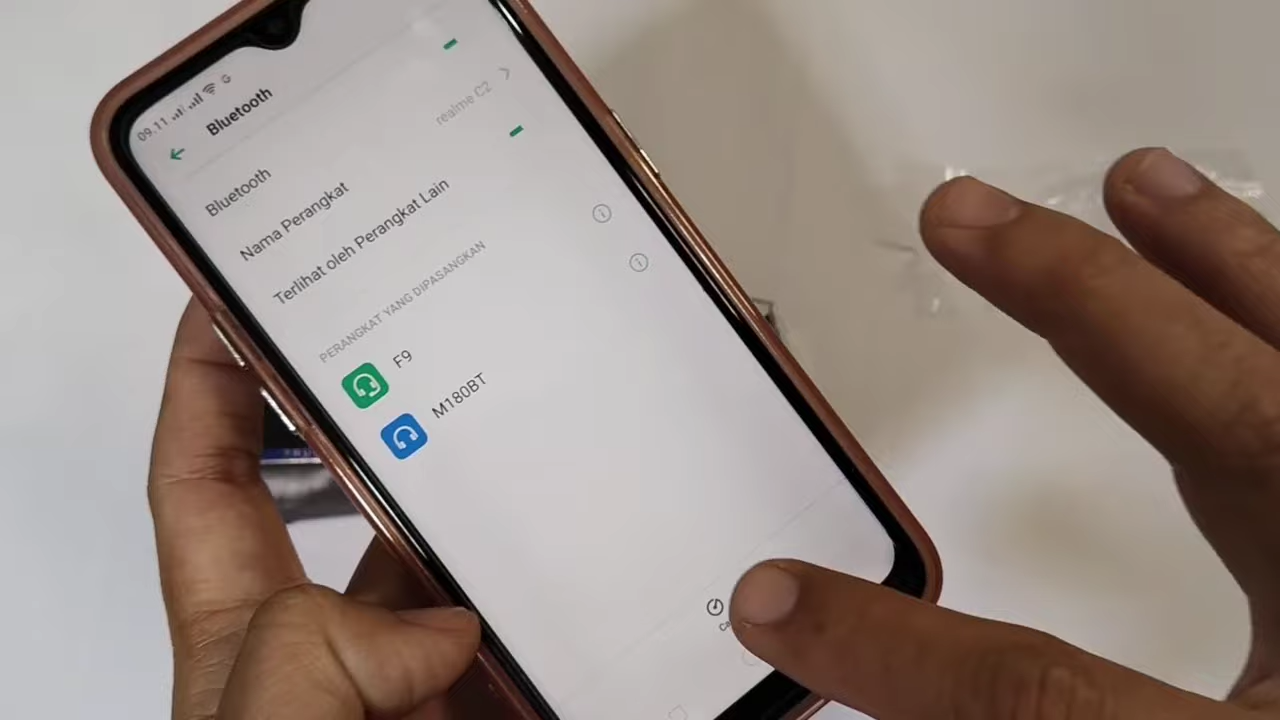 09.11
Bluetooth
Bluetooth
Nama Perangkat
realme C2
Terlihat oleh Perangkat Lain
PERANGKAT YANG DIPASANGKAN
F9
M180BT